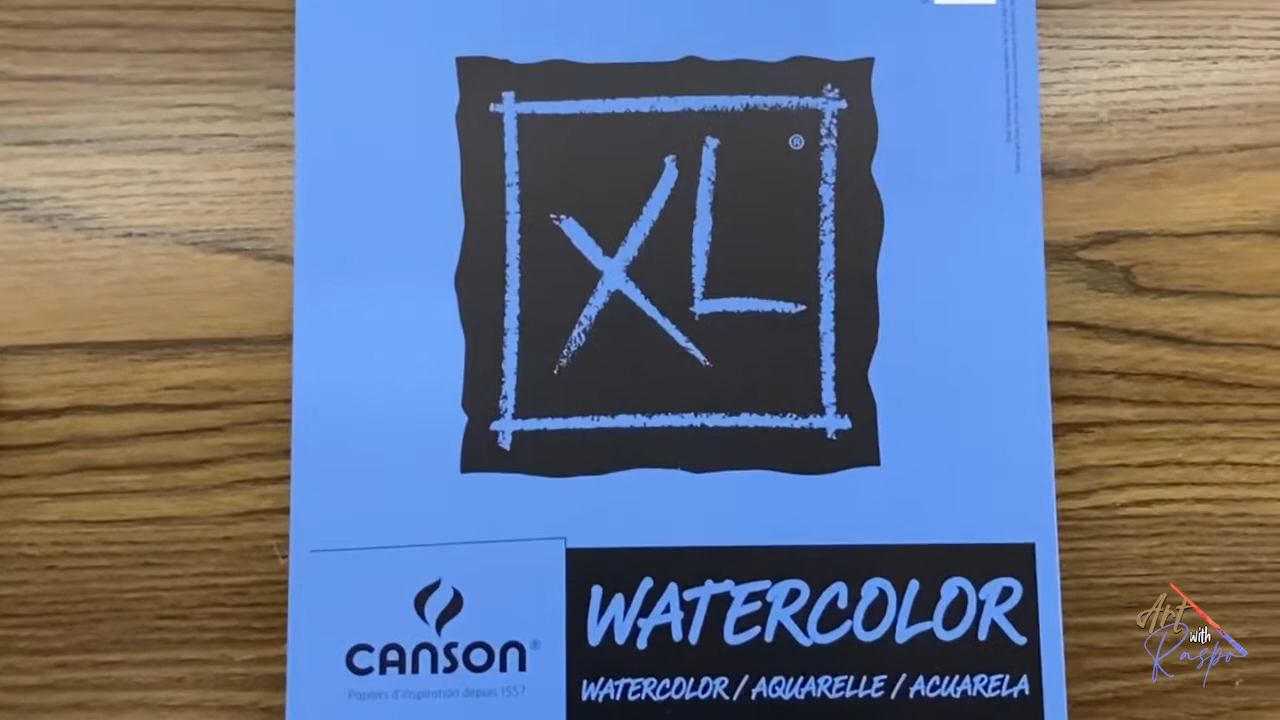 XL®
CANSON®
Papiers d'inspiration depuis 1557
WATERCOLOR
WATERCOLOR / AQUARELLE / ACUARELA
Art
with
Raspo